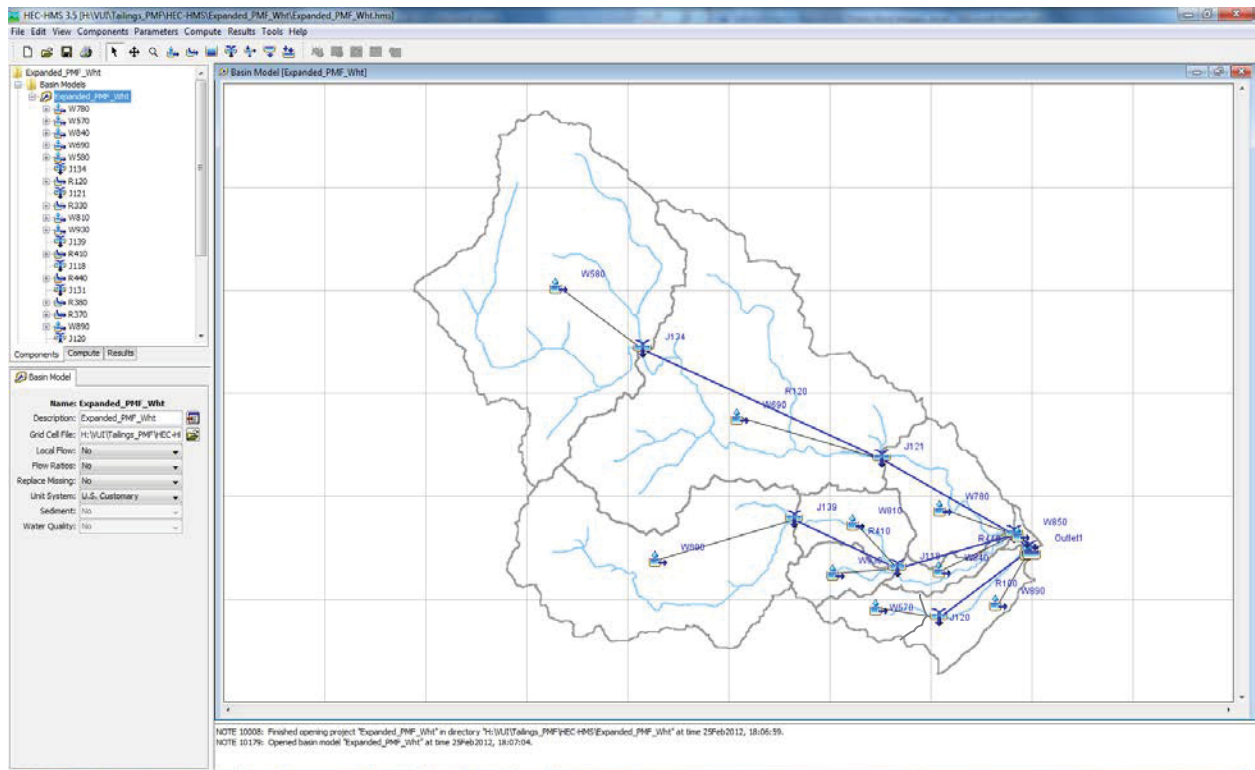 HEC-HMS 3.5 [H:\VUI\Tailings_PMF\HEC-HMS\Expanded_PMF_Wht\Expanded_PMF_Wht.hms]
File Edit View Components Parameters Compute Results Tools Help
Expanded_PMF_Wht
Basin Models
Expanded_PMF_Wht
W780
W570
W840
W690
W580
J134
R120
J121
R330
W810
W930
J139
R410
J118
R440
J131
R380
R370
W890
J120
Components Compute Results
Basin Model
Name: Expanded_PMF_Wht
Description: Expanded_PMF_Wht
Grid Cell File: H:\VUI\Tailings_PMF\HEC-H
Local Flow: No
Flow Ratios: No
Replace Missing: No
Unit System: U.S. Customary
Sediment: No
Water Quality: No
Basin Model [Expanded_PMF_Wht]
W580
J134
R120
W690
J121
W780
J139
W810
W850
R410
Outlet1
J118
W840
R100
W890
W570
J120
NOTE 10008: Finished opening project "Expanded_PMF_Wht" in directory "H:\VUI\Tailings_PMF\HEC-HMS\Expanded_PMF_Wht" at time 25Feb2012, 18:06:59.
NOTE 10179: Opened basin model "Expanded_PMF_Wht" at time 25Feb2012, 18:07:04.